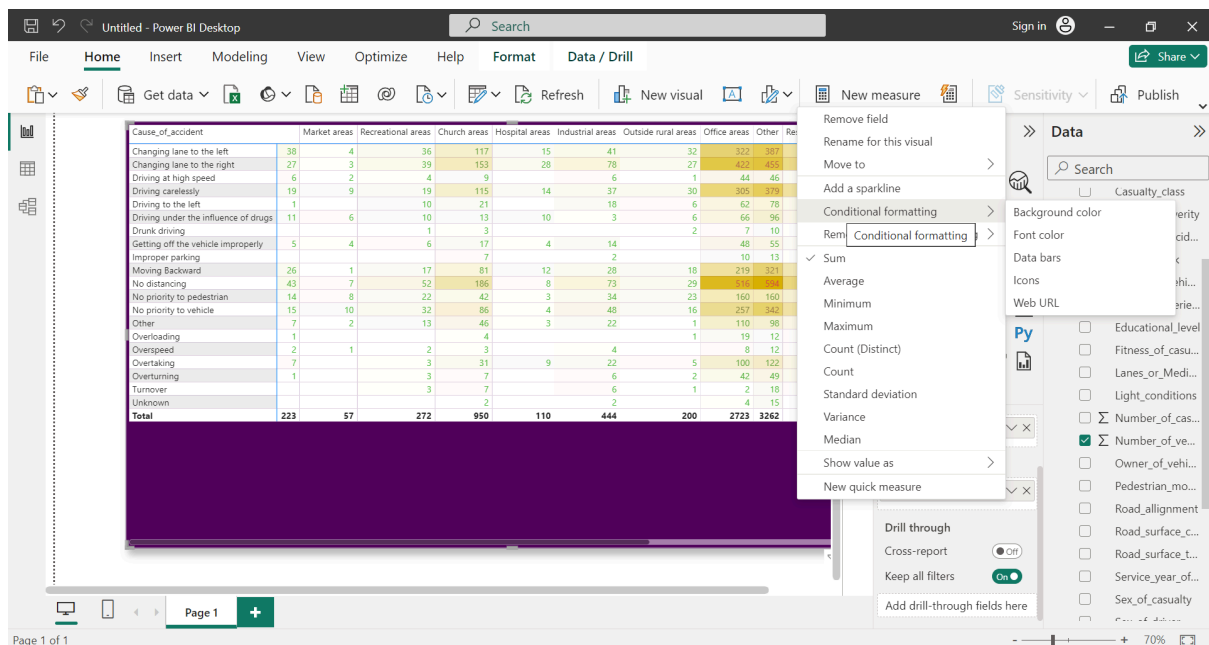 Untitled - Power BI Desktop
Search
Sign in
File Home Insert Modeling View Optimize Help Format Data / Drill
Share
Get data
Refresh
New visual
New measure
Sensitivity
Publish
Cause_of_accident Market areas Recreational areas Church areas Hospital areas Industrial areas Outside rural areas Office areas Other Res
Changing lane to the left 38 4 36 117 15 41 32 322 387
Changing lane to the right 27 3 39 153 28 78 27 422 455
Driving at high speed 6 2 4 9 6 1 44 46
Driving carelessly 19 9 19 115 14 37 30 305 379
Driving to the left 1 10 21 18 6 62 78
Driving under the influence of drugs 11 6 10 13 10 3 6 66 96
Drunk driving 1 3 2 7 10
Getting off the vehicle improperly 5 4 6 17 4 14 48 55
Improper parking 7 2 10 13
Moving Backward 26 1 17 81 12 28 18 219 321
No distancing 43 7 52 186 8 73 29 516 594
No priority to pedestrian 14 8 22 42 3 34 23 160 160
No priority to vehicle 15 10 32 86 4 48 16 257 342
Other 7 2 13 46 3 22 1 110 98
Overloading 1 4 1 19 12
Overspeed 2 1 2 3 4 8 12
Overtaking 7 3 31 9 22 5 100 122
Overturning 1 3 7 6 2 42 49
Turnover 3 7 6 1 2 18
Unknown 2 2 4 15
Total 223 57 272 950 110 444 200 2723 3262
Remove field
Rename for this visual
Move to
Add a sparkline
Conditional formatting
Rem
Conditional formatting
Sum
Average
Minimum
Maximum
Count (Distinct)
Count
Standard deviation
Variance
Median
Show value as
New quick measure
Background color
Font color
Data bars
Icons
Web URL
Py
Drill through
Cross-report
Off
Keep all filters
On
Add drill-through fields here
Data
Search
Casualty_class
verity
cid...
k
ehi...
erie...
Educational_level
Fitness_of_casu...
Lanes_or_Medi...
Light_conditions
Number_of_cas...
Number_of_ve...
Owner_of_vehi...
Pedestrian_mo...
Road_allignment
Road_surface_c...
Road_surface_t...
Service_year_of...
Sex_of_casualty
Page 1
Page 1 of 1
- + 70%